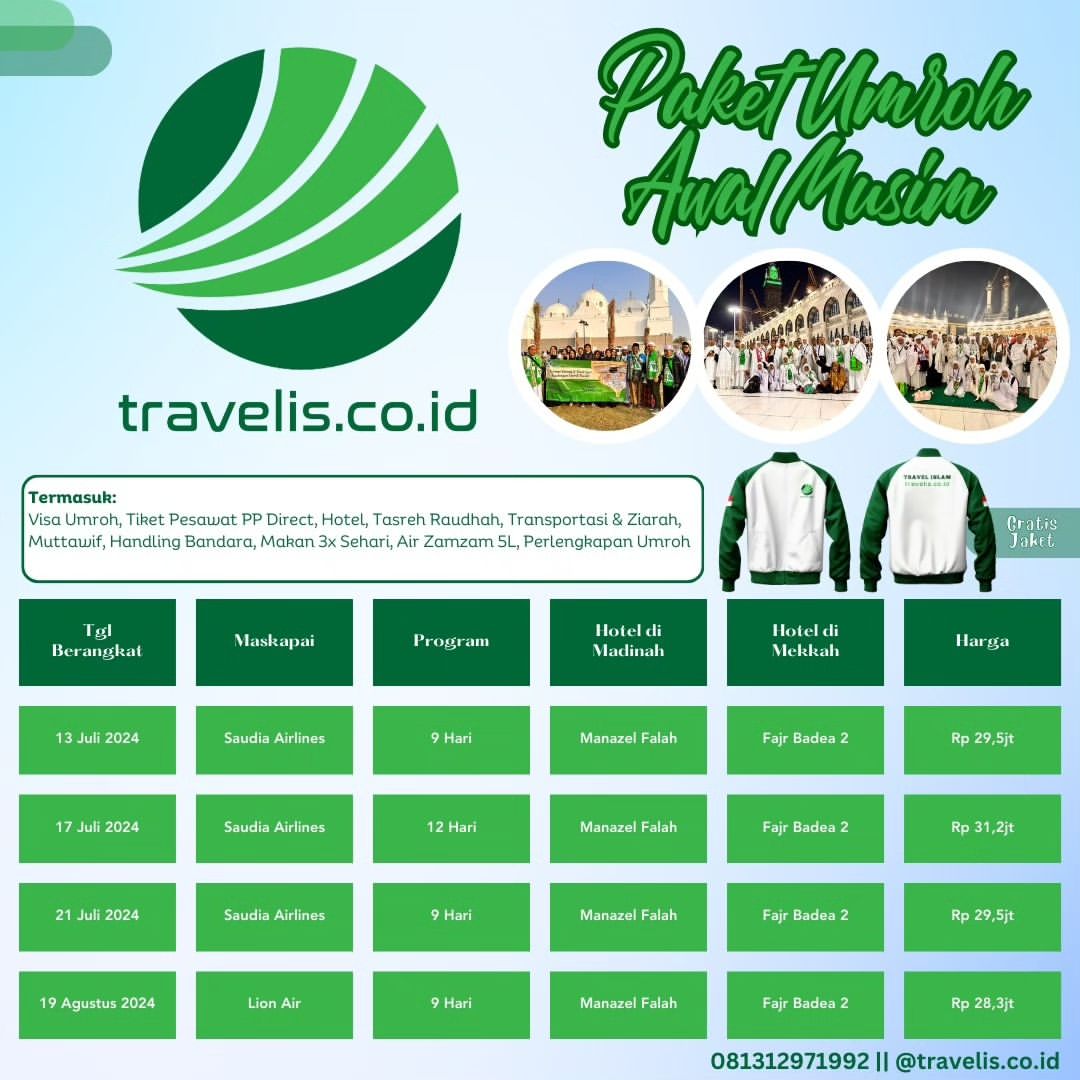 Paket Umroh
Awal Musim
travelis.co.id
Termasuk:
Visa Umroh, Tiket Pesawat PP Direct, Hotel, Tasreh Raudhah, Transportasi & Ziarah,
Muttawif, Handling Bandara, Makan 3x Sehari, Air Zamzam 5L, Perlengkapan Umroh
TRAVEL ISLAM
travelis.co.id
Gratis
Jaket
Tgl Berangkat
Maskapai
Program
Hotel di Madinah
Hotel di Mekkah
Harga
13 Juli 2024
Saudia Airlines
9 Hari
Manazel Falah
Fajr Badea 2
Rp 29,5jt
17 Juli 2024
Saudia Airlines
12 Hari
Manazel Falah
Fajr Badea 2
Rp 31,2jt
21 Juli 2024
Saudia Airlines
9 Hari
Manazel Falah
Fajr Badea 2
Rp 29,5jt
19 Agustus 2024
Lion Air
9 Hari
Manazel Falah
Fajr Badea 2
Rp 28,3jt
081312971992 || @travelis.co.id